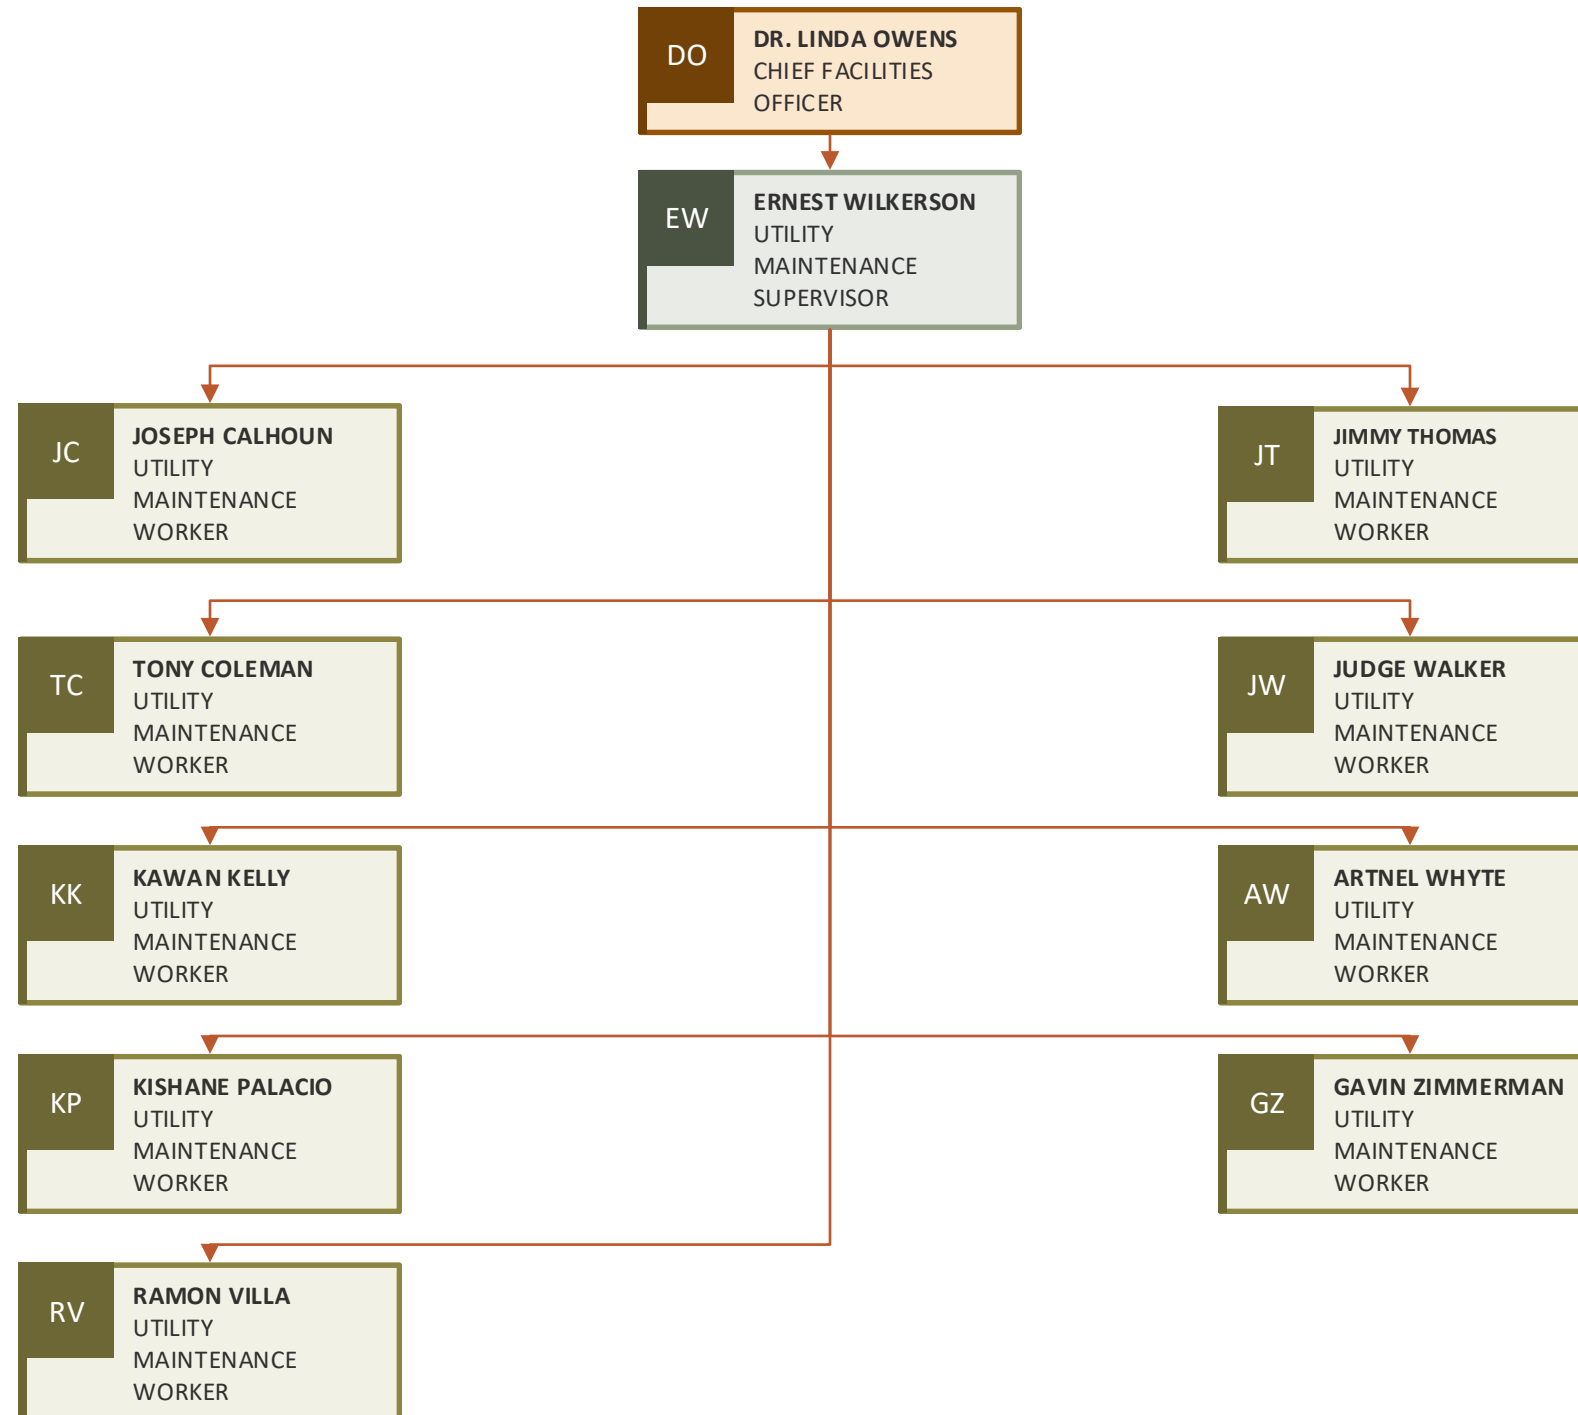 DO
DR. LINDA OWENS
CHIEF FACILITIES
OFFICER
EW
ERNEST WILKERSON
UTILITY
MAINTENANCE
SUPERVISOR
JC
JOSEPH CALHOUN
UTILITY
MAINTENANCE
WORKER
JT
JIMMY THOMAS
UTILITY
MAINTENANCE
WORKER
TC
TONY COLEMAN
UTILITY
MAINTENANCE
WORKER
JW
JUDGE WALKER
UTILITY
MAINTENANCE
WORKER
KK
KAWAN KELLY
UTILITY
MAINTENANCE
WORKER
AW
ARTNEL WHYTE
UTILITY
MAINTENANCE
WORKER
KP
KISHANE PALACIO
UTILITY
MAINTENANCE
WORKER
GZ
GAVIN ZIMMERMAN
UTILITY
MAINTENANCE
WORKER
RV
RAMON VILLA
UTILITY
MAINTENANCE
WORKER